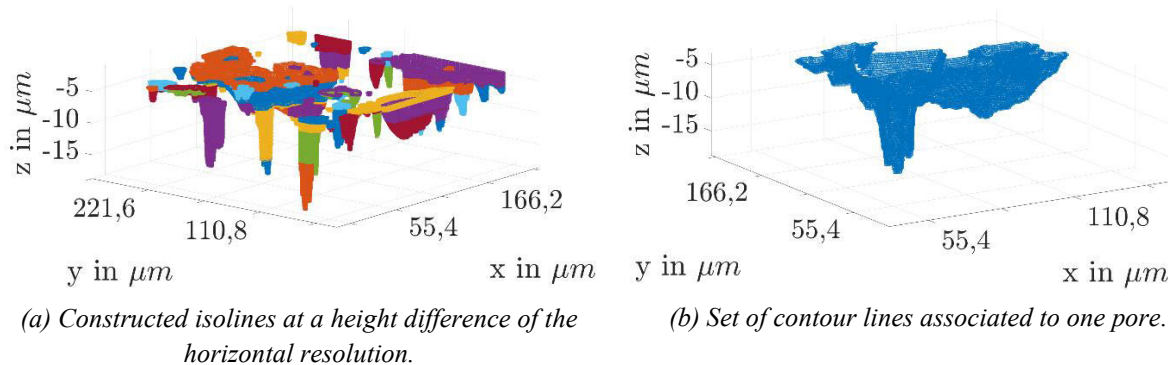 -5
-10
-15
z in μm
221,6
110,8
y in μm
55,4
166,2
x in μm
(a) Constructed isolines at a height difference of the
horizontal resolution.
-5
-10
-15
z in μm
166,2
55,4
y in μm
55,4
110,8
x in μm
(b) Set of contour lines associated to one pore.